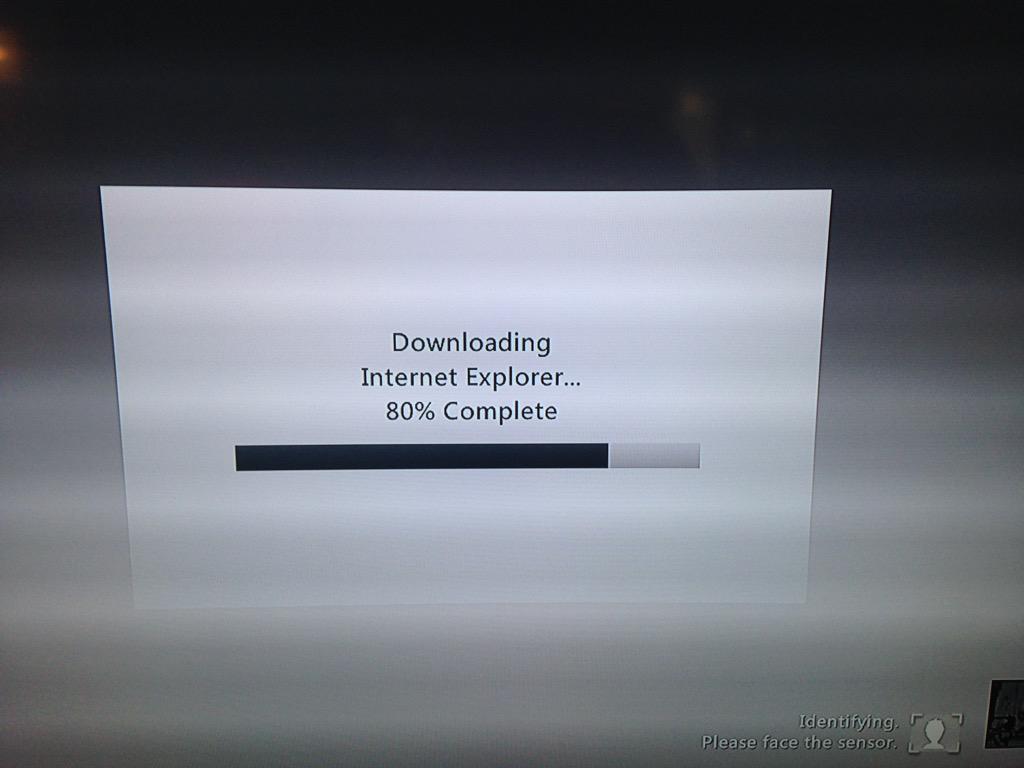 Downloading
Internet Explorer...
80% Complete
Identifying.
Please face the sensor.